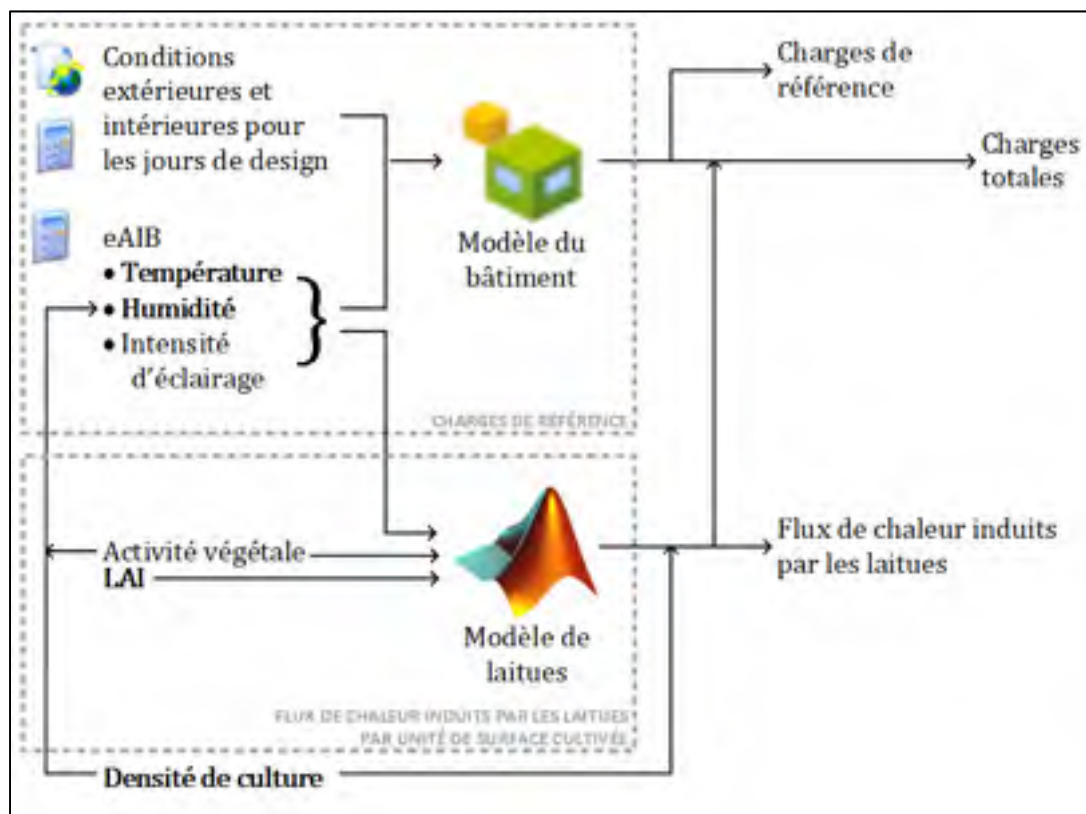 Conditions
extérieures et
intérieures pour
les jours de design
eAIB
• Température
• Humidité
• Intensité
d'éclairage
Modèle du
bâtiment
Charges de
référence
Charges
totales
CHARGES DE RÉFÉRENCE
Activité végétale
LAI
Modèle de
laitues
Flux de chaleur induits
par les laitues
FLUX DE CHALEUR INDUITS PAR LES LAITUES
PAR UNITÉ DE SURFACE CULTIVÉE
Densité de culture